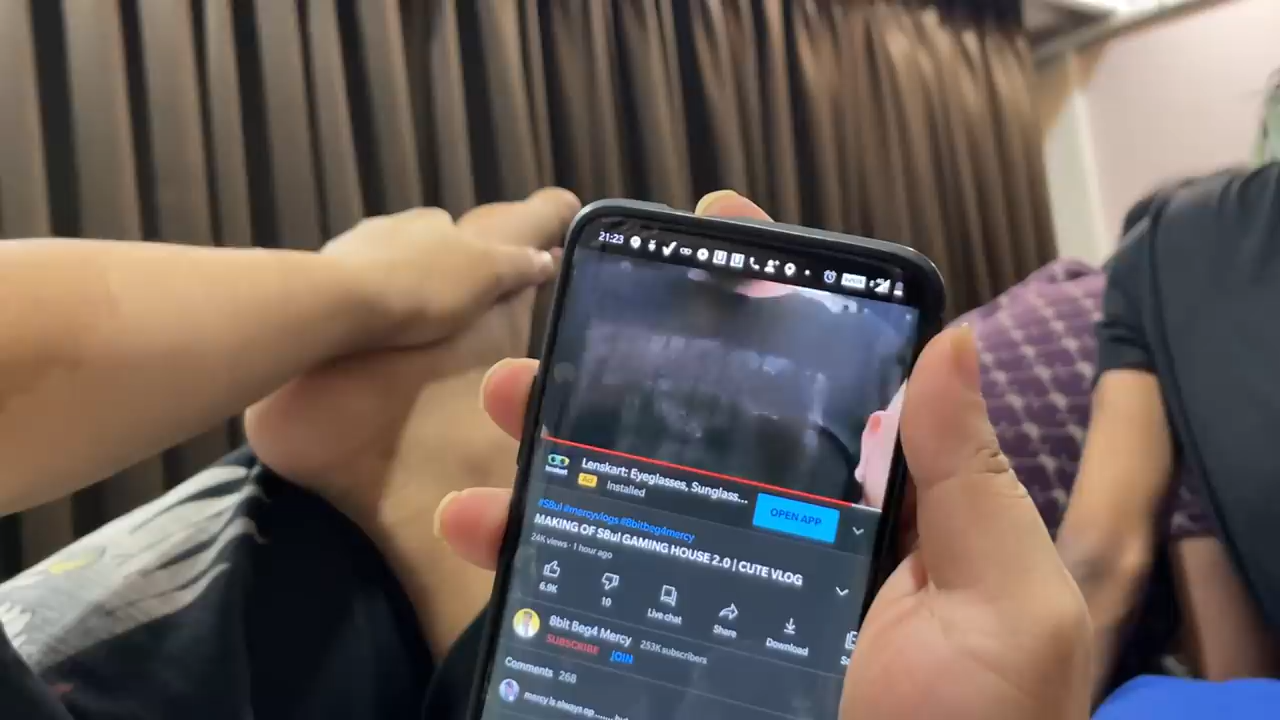 21:23
Lenskart: Eyeglasses, Sunglass...
Ad Installed
OPEN APP
#S8ul #mercyvlogs #8bitbeg4mercy
MAKING OF S8ul GAMING HOUSE 2.0 | CUTE VLOG
24K views · 1 hour ago
6.9K
10
Live chat
Share
Download
8bit Beg4 Mercy 253K subscribers
SUBSCRIBE JOIN
Comments 268
mercy is always op